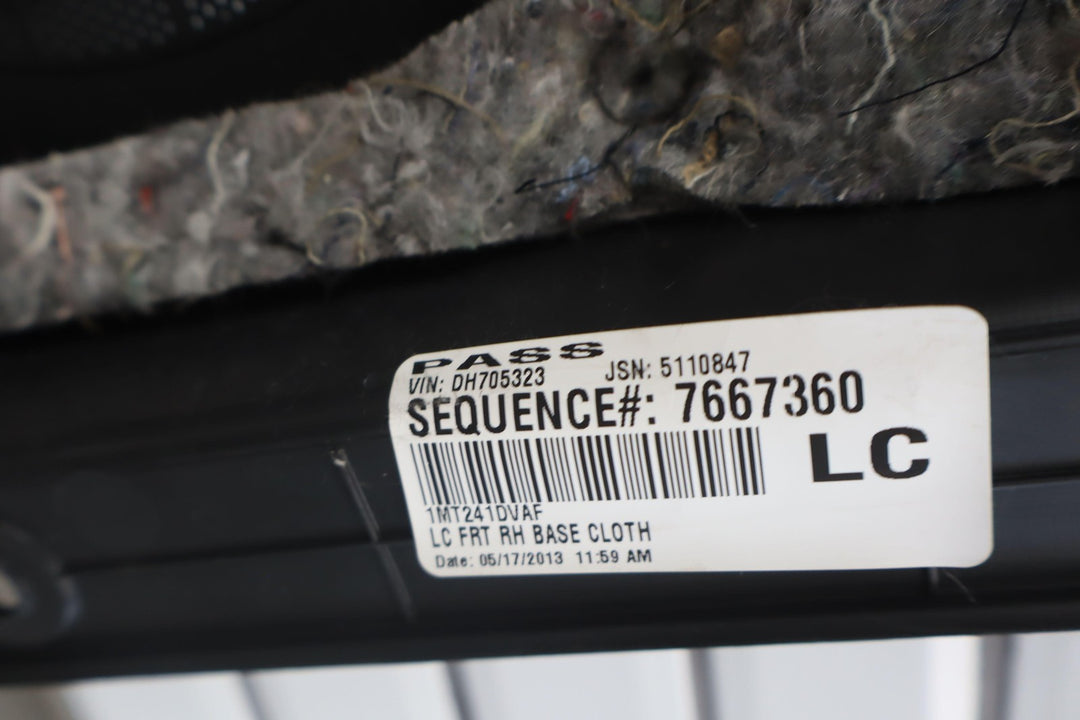 PASS
VIN: DH705323 JSN: 5110847
SEQUENCE#: 7667360
LC
1MT241DVAF
LC FRT RH BASE CLOTH
Date: 05/17/2013 11:59 AM